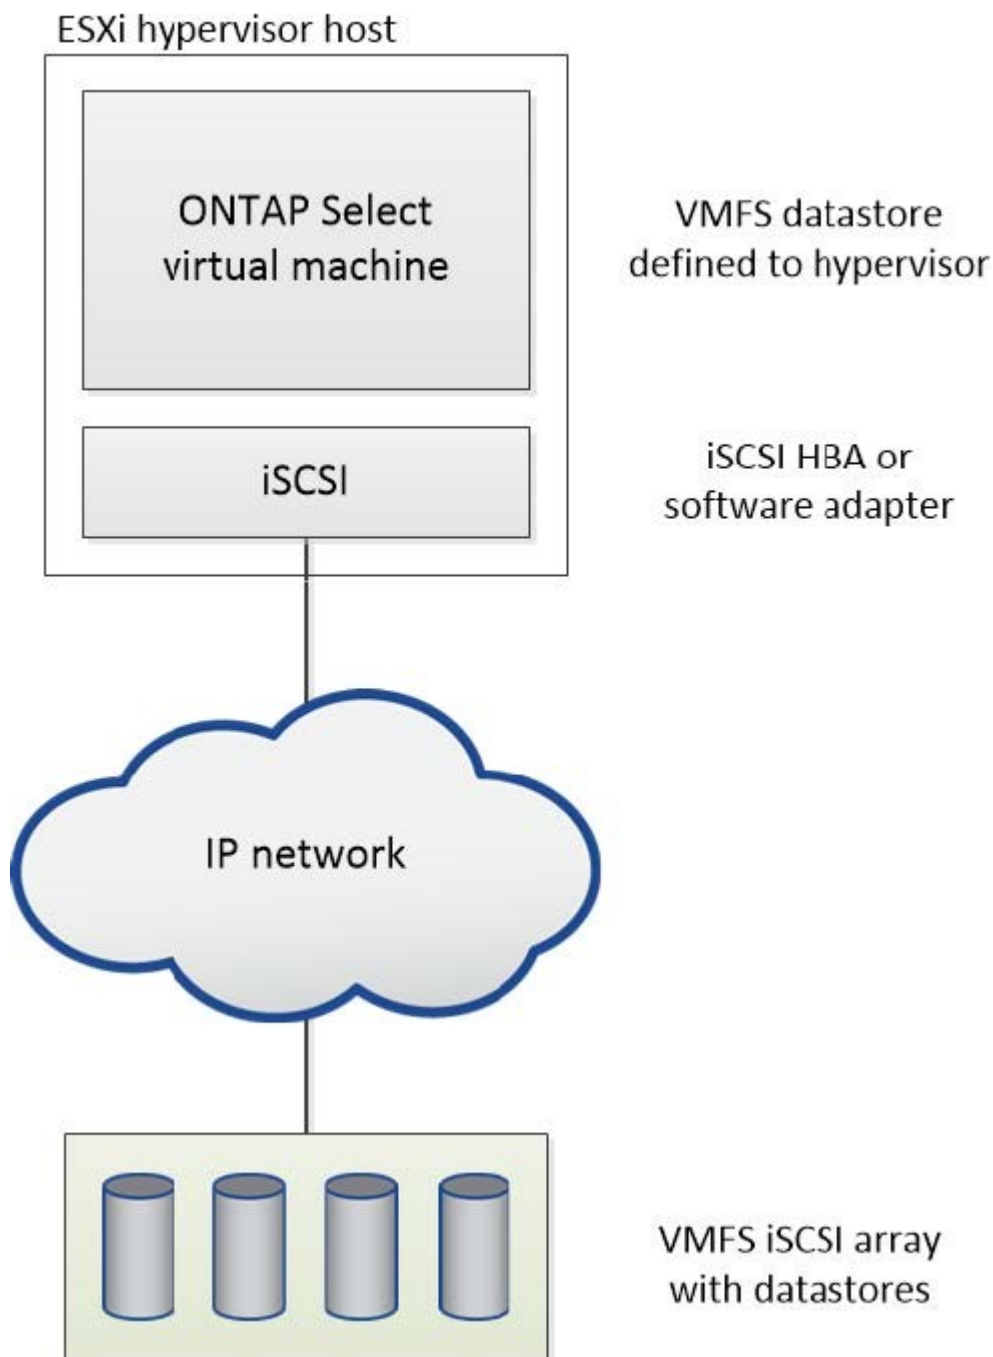 ESXi hypervisor host
ONTAP Select
virtual machine
VMFS datastore
defined to hypervisor
iSCSI
iSCSI HBA or
software adapter
IP network
VMFS iSCSI array
with datastores